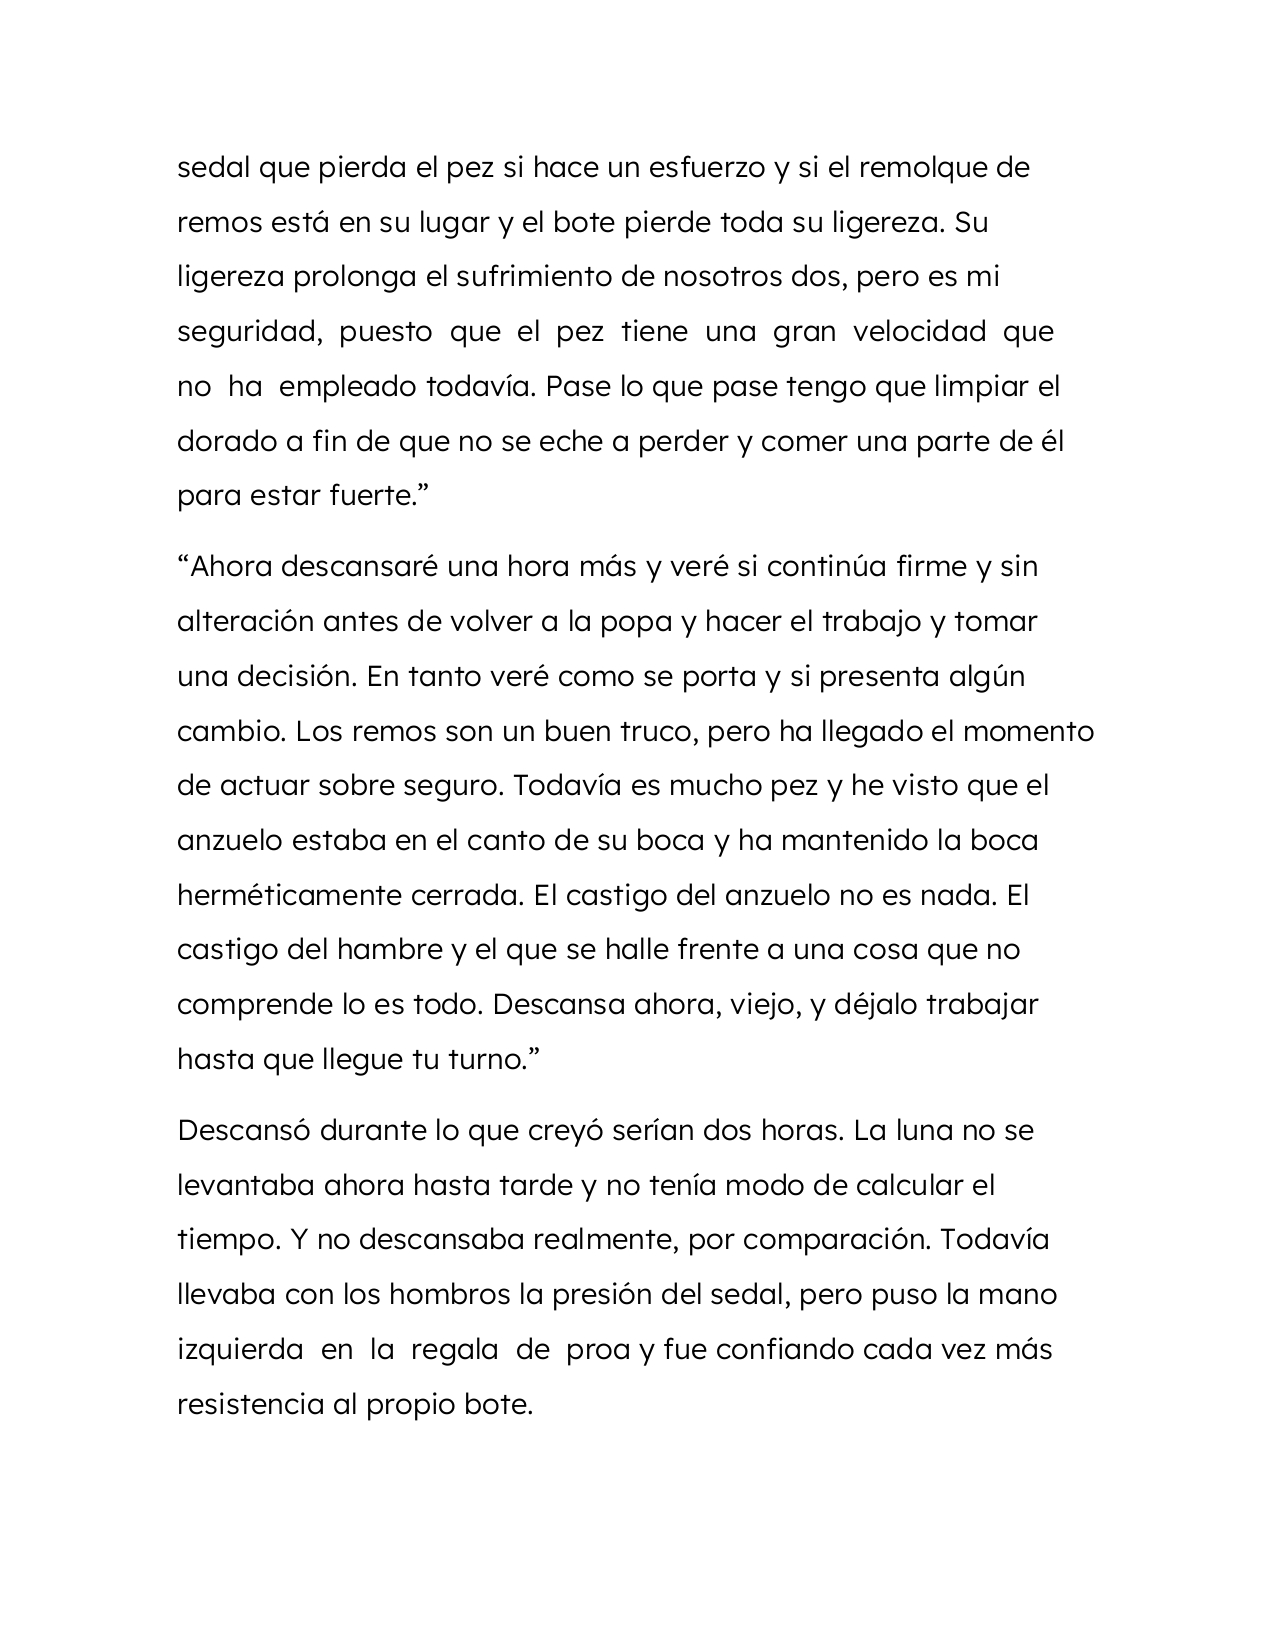 sedal que pierda el pez si hace un esfuerzo y si el remolque de
remos está en su lugar y el bote pierde toda su ligereza. Su
ligereza prolonga el sufrimiento de nosotros dos, pero es mi
seguridad, puesto que el pez tiene una gran velocidad que
no ha empleado todavía. Pase lo que pase tengo que limpiar el
dorado a fin de que no se eche a perder y comer una parte de él
para estar fuerte.”
“Ahora descansaré una hora más y veré si continúa firme y sin
alteración antes de volver a la popa y hacer el trabajo y tomar
una decisión. En tanto veré como se porta y si presenta algún
cambio. Los remos son un buen truco, pero ha llegado el momento
de actuar sobre seguro. Todavía es mucho pez y he visto que el
anzuelo estaba en el canto de su boca y ha mantenido la boca
herméticamente cerrada. El castigo del anzuelo no es nada. El
castigo del hambre y el que se halle frente a una cosa que no
comprende lo es todo. Descansa ahora, viejo, y déjalo trabajar
hasta que llegue tu turno.”
Descansó durante lo que creyó serían dos horas. La luna no se
levantaba ahora hasta tarde y no tenía modo de calcular el
tiempo. Y no descansaba realmente, por comparación. Todavía
llevaba con los hombros la presión del sedal, pero puso la mano
izquierda en la regala de proa y fue confiando cada vez más
resistencia al propio bote.